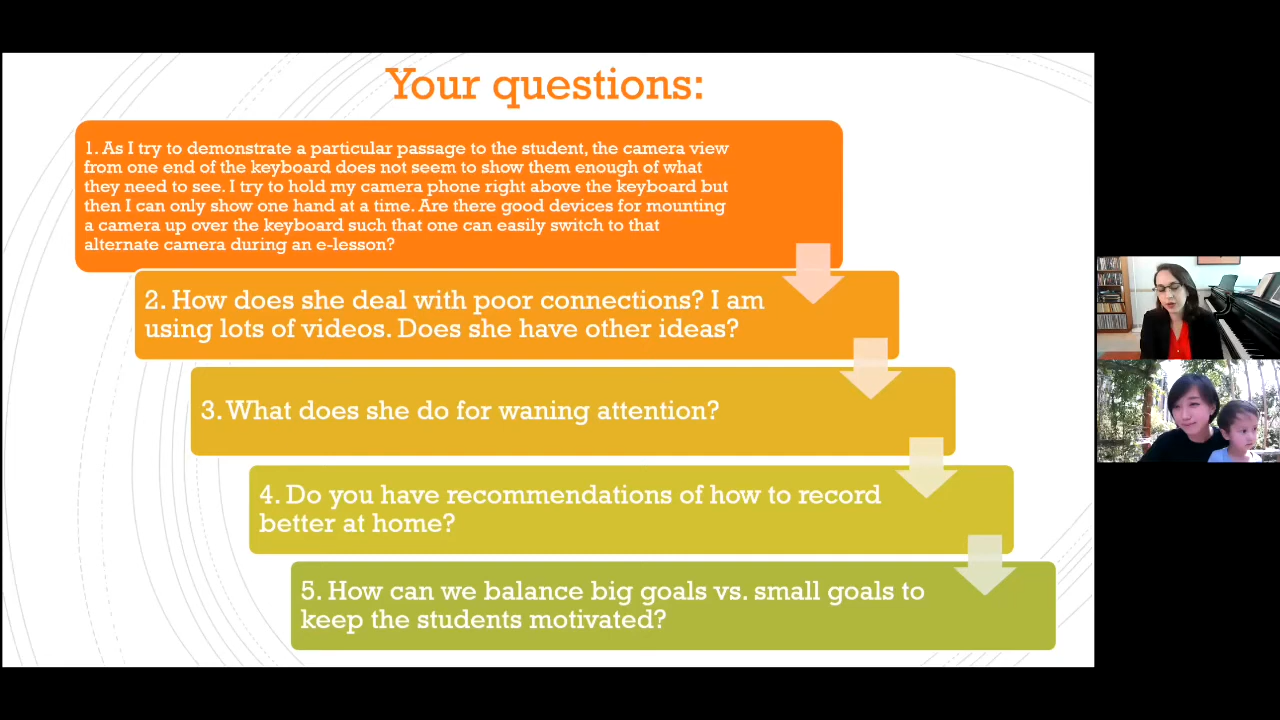 Your questions:
1. As I try to demonstrate a particular passage to the student, the camera view
from one end of the keyboard does not seem to show them enough of what
they need to see. I try to hold my camera phone right above the keyboard but
then I can only show one hand at a time. Are there good devices for mounting
a camera up over the keyboard such that one can easily switch to that
alternate camera during an e-lesson?
2. How does she deal with poor connections? I am
using lots of videos. Does she have other ideas?
3. What does she do for waning attention?
4. Do you have recommendations of how to record
better at home?
5. How can we balance big goals vs. small goals to
keep the students motivated?